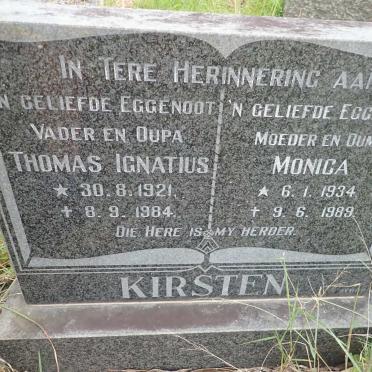 In Tere Herinnering Aan
'n Geliefde Eggenoot
Vader en Oupa
Thomas Ignatius
★ 30.8.1921.
✝ 8.9.1984.
'n Geliefde
Moeder en
Monica
★ 6.1.1934
✝ 9.6.1989.
Die Here is my Herder.
Kirsten